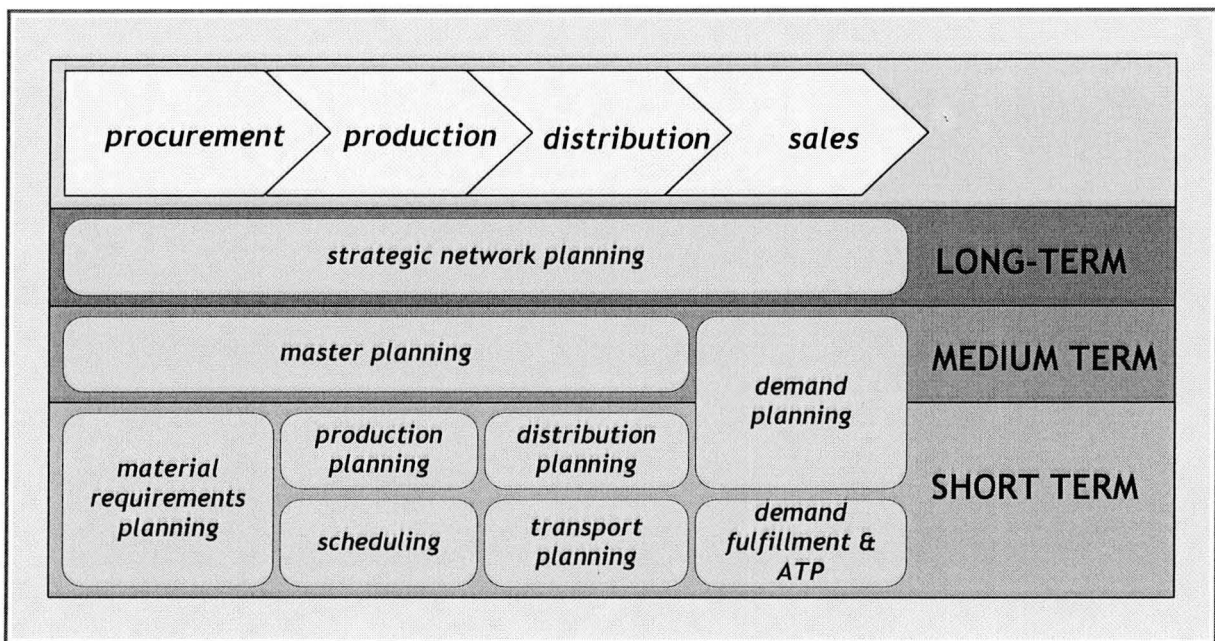 procurement
production
distribution
sales
strategic network planning
LONG-TERM
master planning
MEDIUM TERM
demand
planning
material
requirements
planning
production
planning
distribution
planning
SHORT TERM
scheduling
transport
planning
demand
fulfillment &
ATP